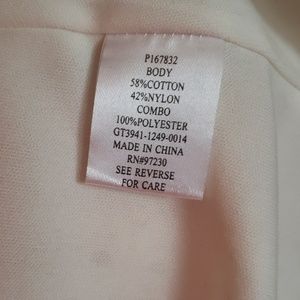 P167832
BODY
58%COTTON
42%NYLON
COMBO
100%POLYESTER
GT3941-1249-0014
MADE IN CHINA
RN#97230
SEE REVERSE
FOR CARE